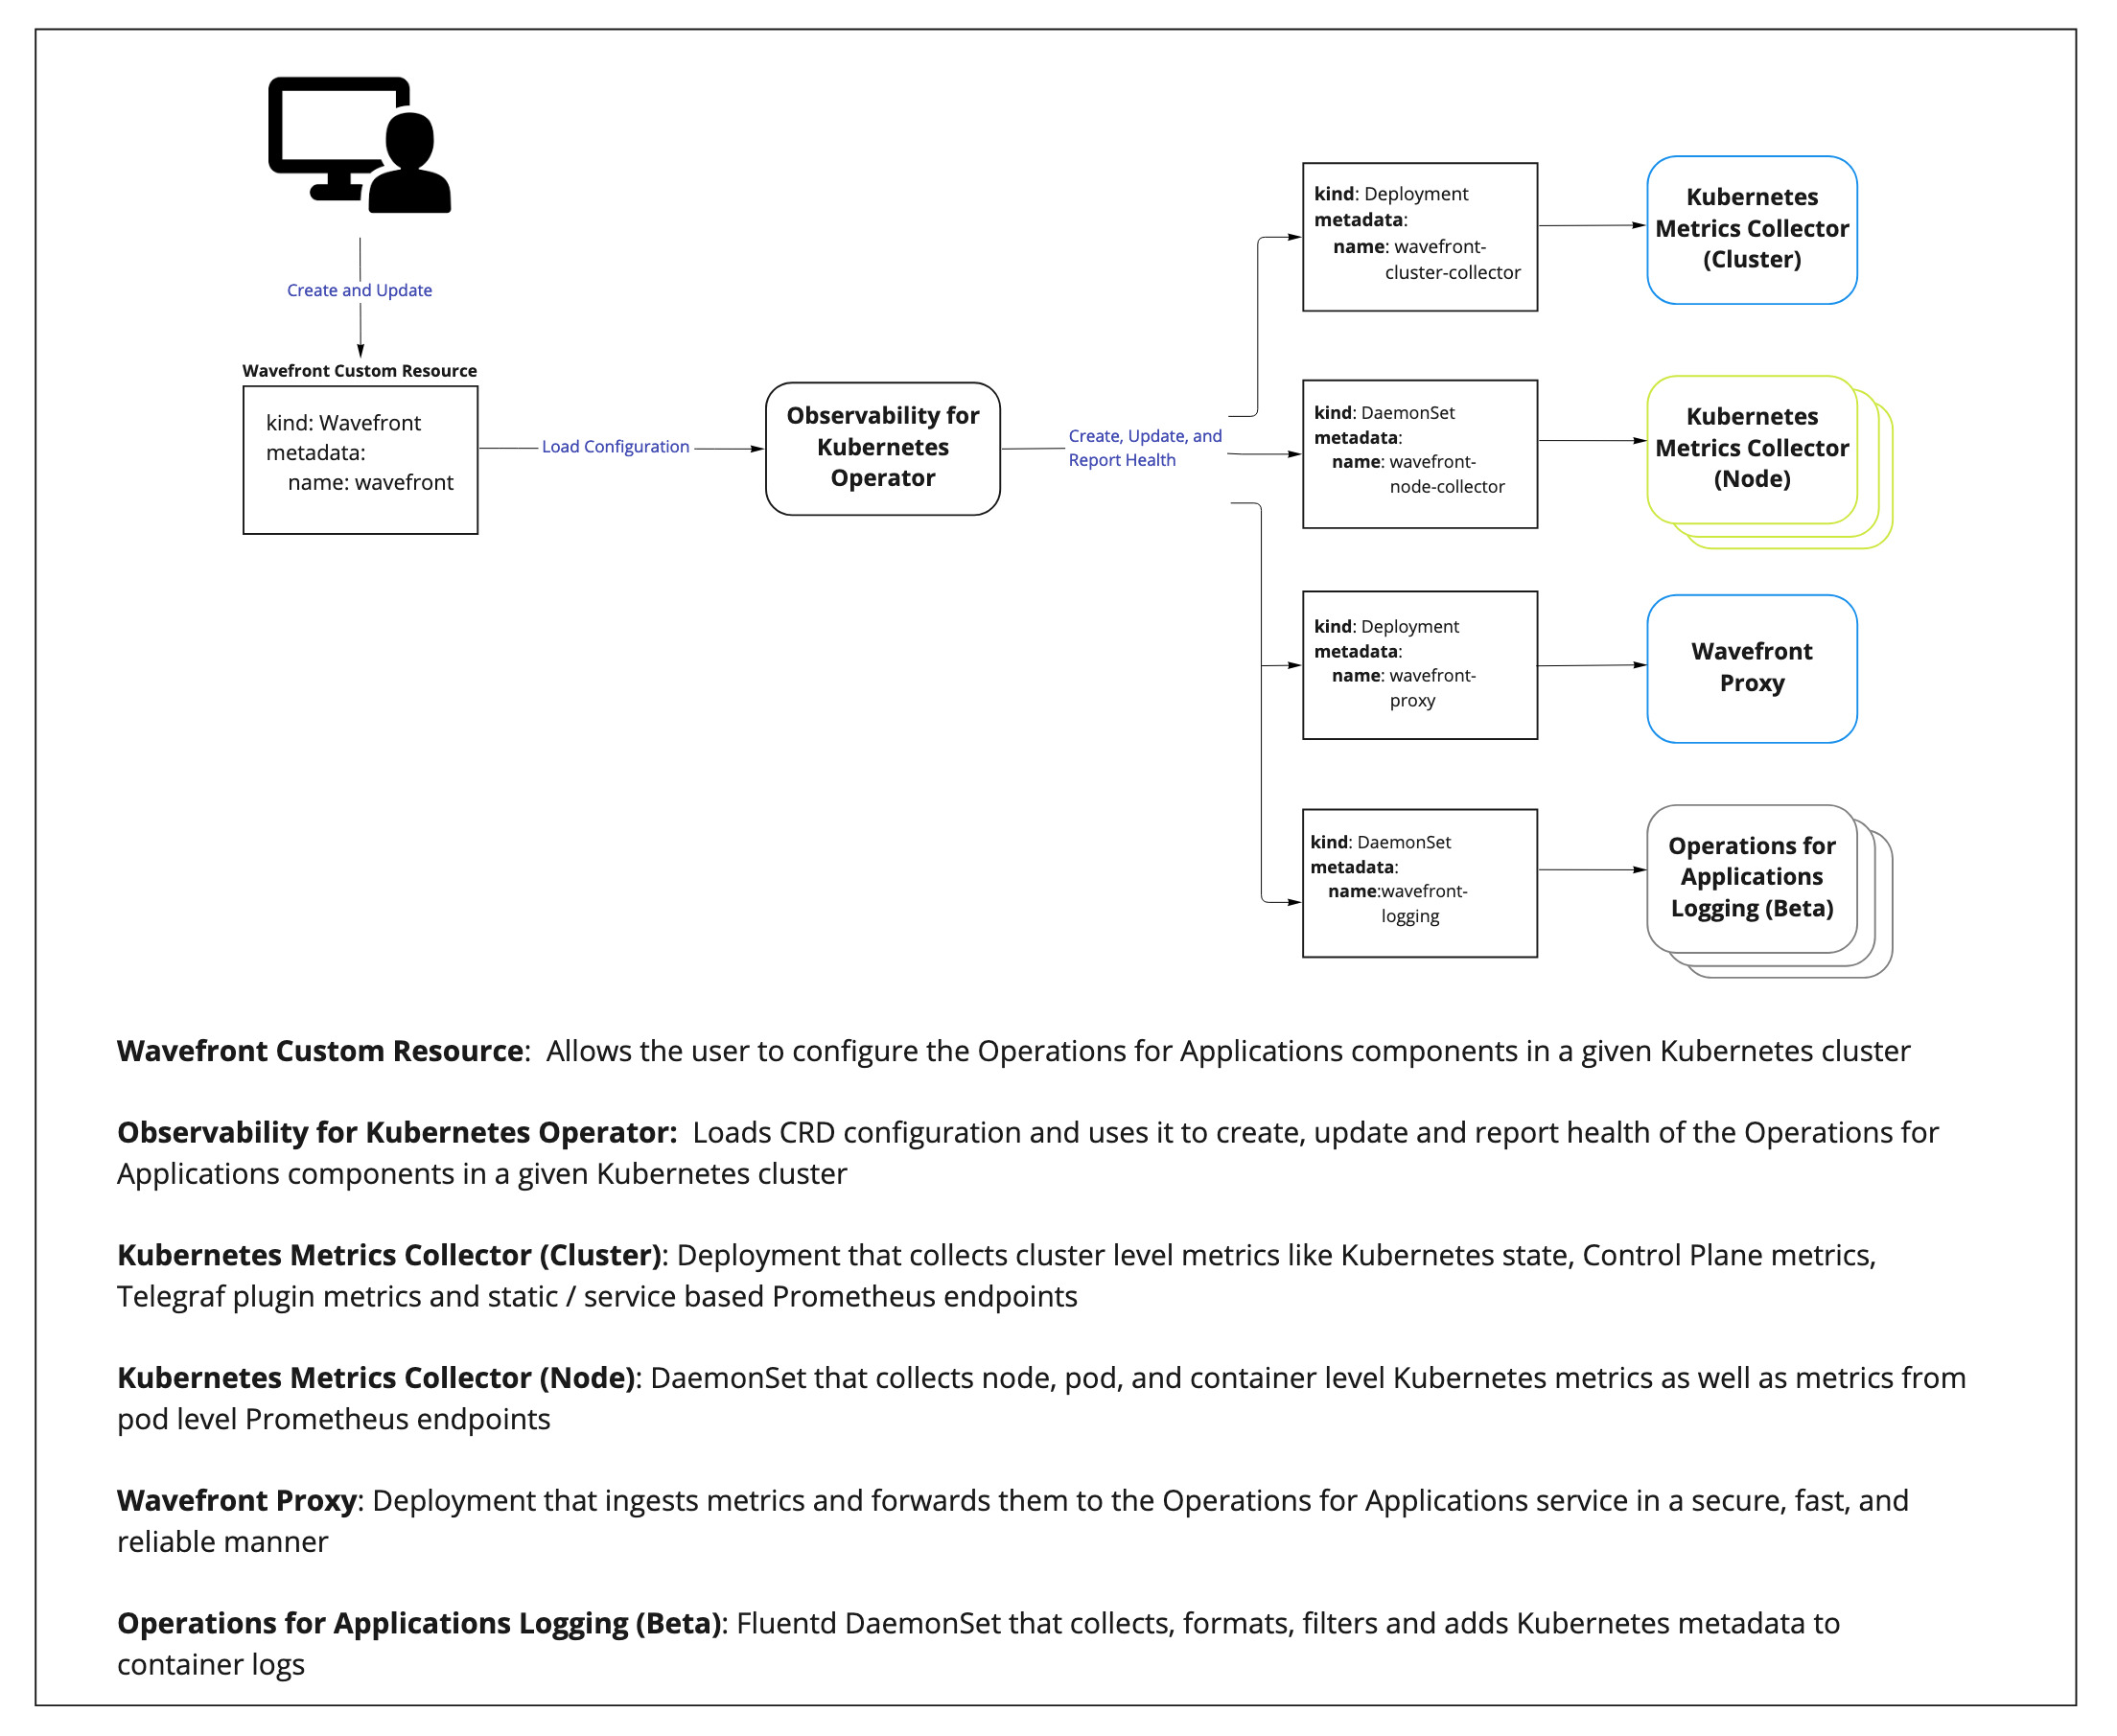 Create and Update
Wavefront Custom Resource
kind: Wavefront
metadata:
name: wavefront
Load Configuration
Observability for
Kubernetes
Operator
Create, Update, and
Report Health
kind: Deployment
metadata:
name: wavefront-
cluster-collector
Kubernetes
Metrics Collector
(Cluster)
kind: DaemonSet
metadata:
name: wavefront-
node-collector
Kubernetes
Metrics Collector
(Node)
kind: Deployment
metadata:
name: wavefront-
proxy
Wavefront
Proxy
kind: DaemonSet
metadata:
name:wavefront-
logging
Operations for
Applications
Logging (Beta)
Wavefront Custom Resource:  Allows the user to configure the Operations for Applications components in a given Kubernetes cluster
Observability for Kubernetes Operator:  Loads CRD configuration and uses it to create, update and report health of the Operations for
Applications components in a given Kubernetes cluster
Kubernetes Metrics Collector (Cluster): Deployment that collects cluster level metrics like Kubernetes state, Control Plane metrics,
Telegraf plugin metrics and static / service based Prometheus endpoints
Kubernetes Metrics Collector (Node): DaemonSet that collects node, pod, and container level Kubernetes metrics as well as metrics from
pod level Prometheus endpoints
Wavefront Proxy: Deployment that ingests metrics and forwards them to the Operations for Applications service in a secure, fast, and
reliable manner
Operations for Applications Logging (Beta): Fluentd DaemonSet that collects, formats, filters and adds Kubernetes metadata to
container logs